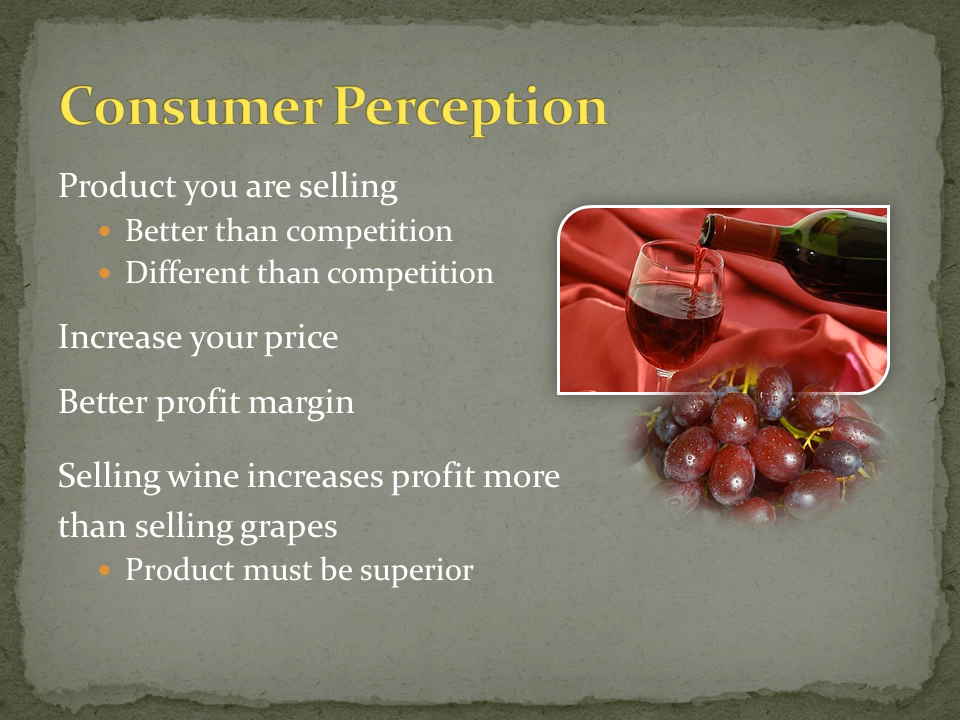 Consumer Perception
Product you are selling
Better than competition
Different than competition
Increase your price
Better profit margin
Selling wine increases profit more
than selling grapes
Product must be superior